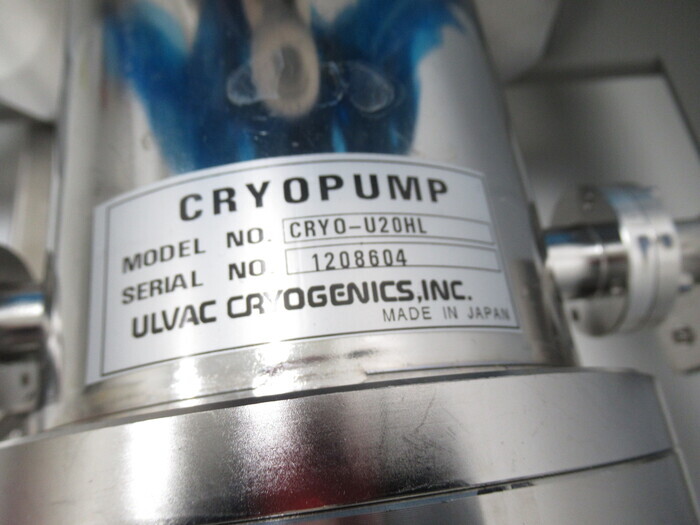 CRYOPUMP
MODEL NO. CRYO-U20HL
SERIAL NO. 1208604
ULVAC CRYOGENICS,INC.
MADE IN JAPAN